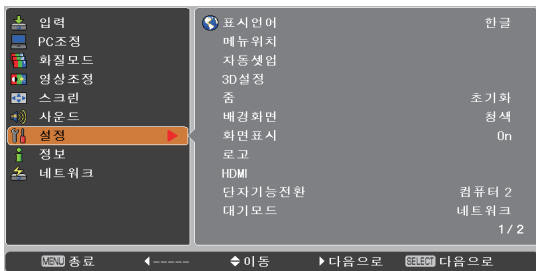 입력
PC조정
화질모드
영상조정
스크린
사운드
설정
정보
네트워크
표시언어 한글
메뉴위치
자동셋업
3D설정
줌 초기화
배경화면 청색
화면표시 On
로고
HDMI
단자기능전환 컴퓨터 2
대기모드 네트워크
1/2
MENU 종료 ◀----- 이동 ▶다음으로 SELECT 다음으로